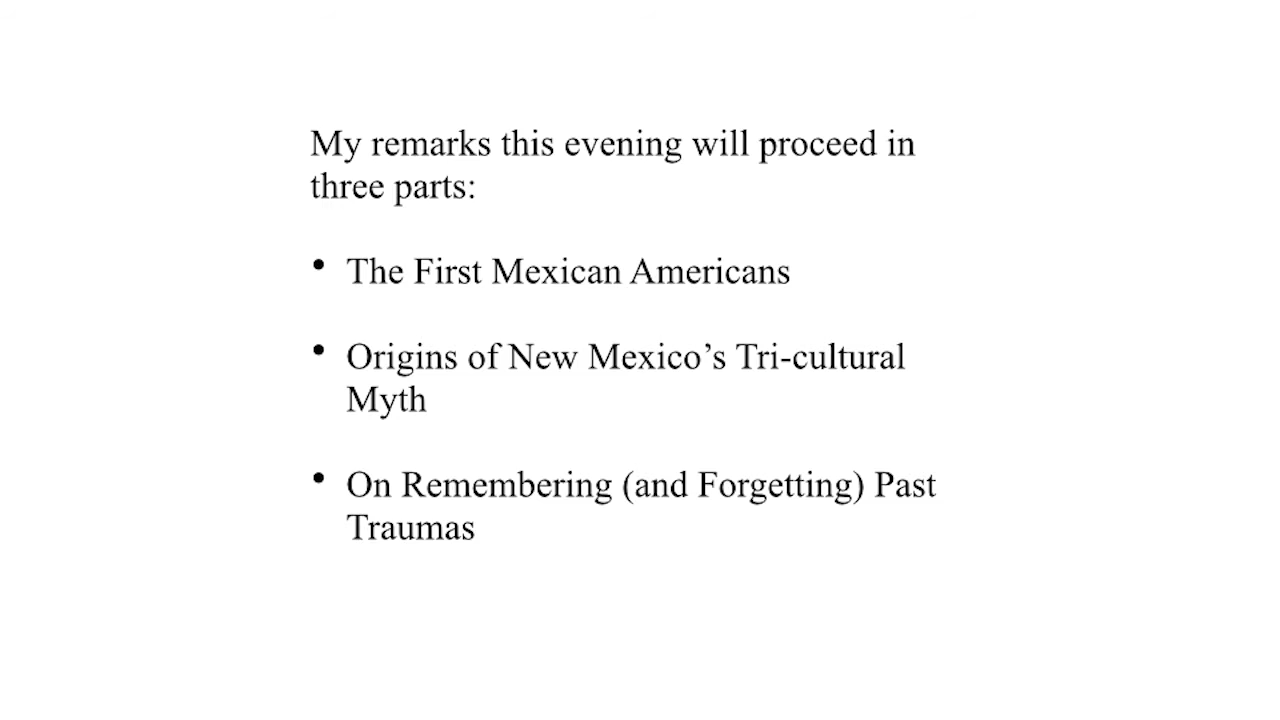 My remarks this evening will proceed in
three parts:
• The First Mexican Americans
• Origins of New Mexico’s Tri-cultural
Myth
• On Remembering (and Forgetting) Past
Traumas